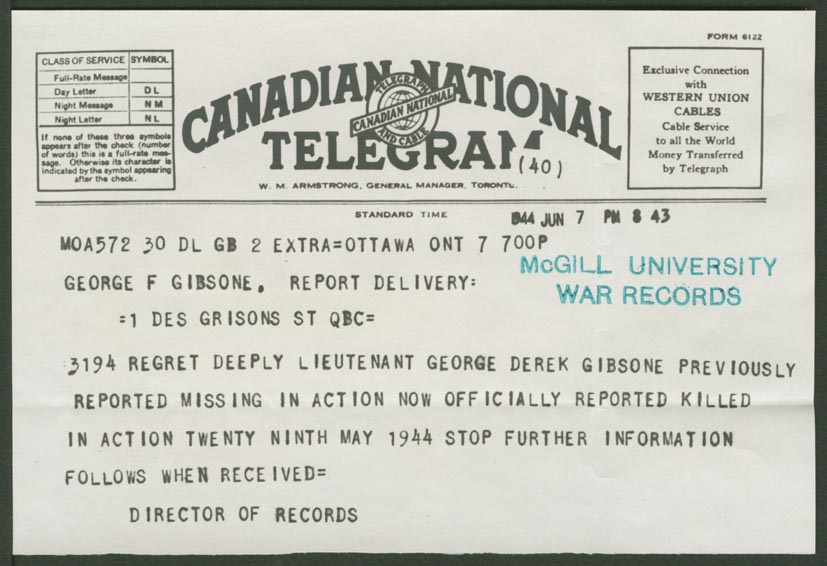 FORM 6122
CLASS OF SERVICE SYMBOL
Full-Rate Message
Day Letter D L
Night Message N M
Night Letter N L
If none of these three symbols
appears after the check (number
of words) this is a full-rate mes-
sage. Otherwise its character is
indicated by the symbol appearing
after the check.
CANADIAN NATIONAL
TELEGRAPH
CANADIAN NATIONAL
AND CABLE
TELEGRAM
(40)
W. M. ARMSTRONG, GENERAL MANAGER, TORONTO.
Exclusive Connection
with
WESTERN UNION
CABLES
Cable Service
to all the World
Money Transferred
by Telegraph
STANDARD TIME
1944 JUN 7 PM 8 43
MOA572 30 DL GB 2 EXTRA=OTTAWA ONT 7 700P
McGILL UNIVERSITY
WAR RECORDS
GEORGE F GIBSONE, REPORT DELIVERY:
=1 DES GRISONS ST QBC=
3194 REGRET DEEPLY LIEUTENANT GEORGE DEREK GIBSONE PREVIOUSLY
REPORTED MISSING IN ACTION NOW OFFICIALLY REPORTED KILLED
IN ACTION TWENTY NINTH MAY 1944 STOP FURTHER INFORMATION
FOLLOWS WHEN RECEIVED=
DIRECTOR OF RECORDS